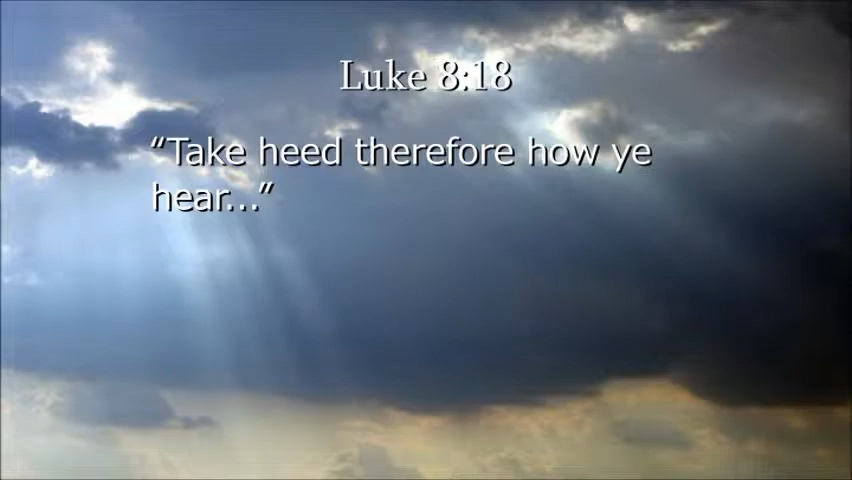 Luke 8:18
“Take heed therefore how ye
hear...”